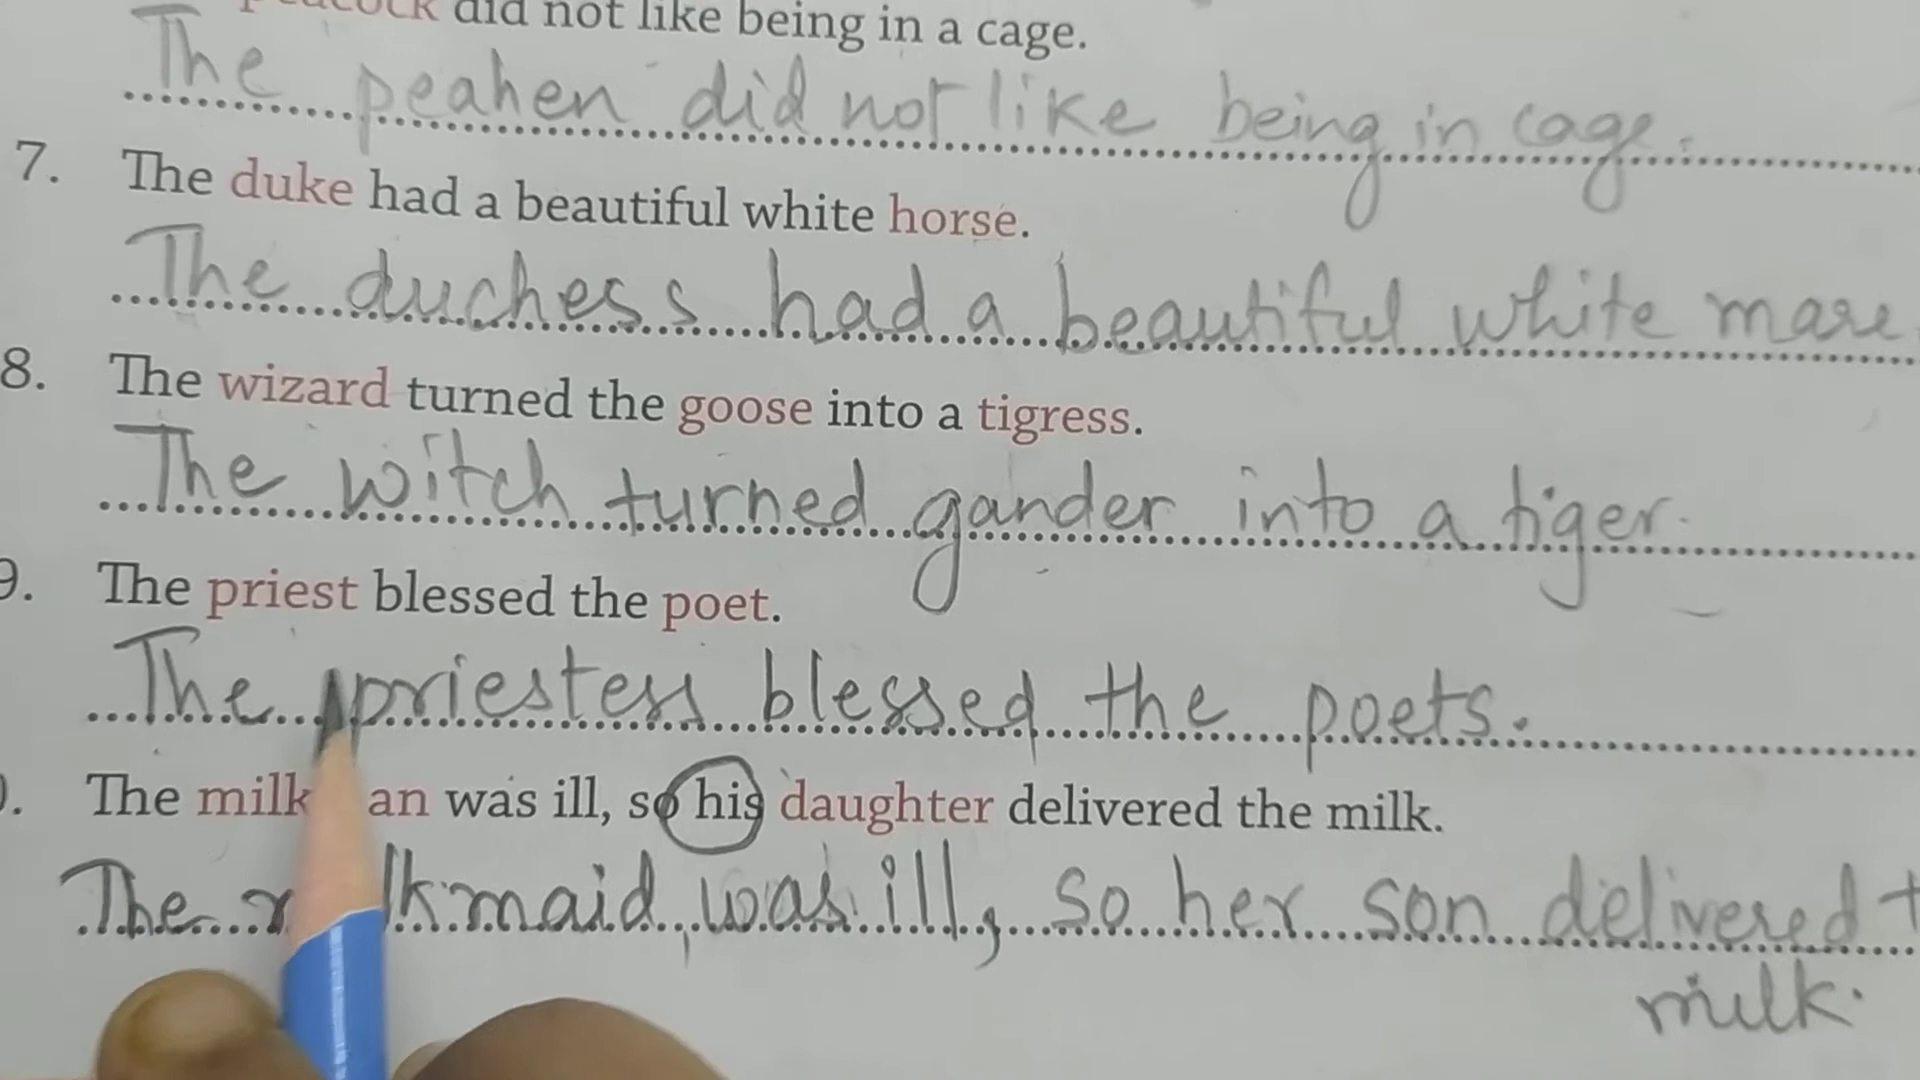 peacock did not like being in a cage.
The peahen did not like being in cage.
7. The duke had a beautiful white horse.
The duchess had a beautiful white mare
8. The wizard turned the goose into a tigress.
The witch turned gander into a tiger.
9. The priest blessed the poet.
The priestess blessed the poets.
The was ill, so his daughter delivered the milk.
The was ill, so her son delivered
milk.